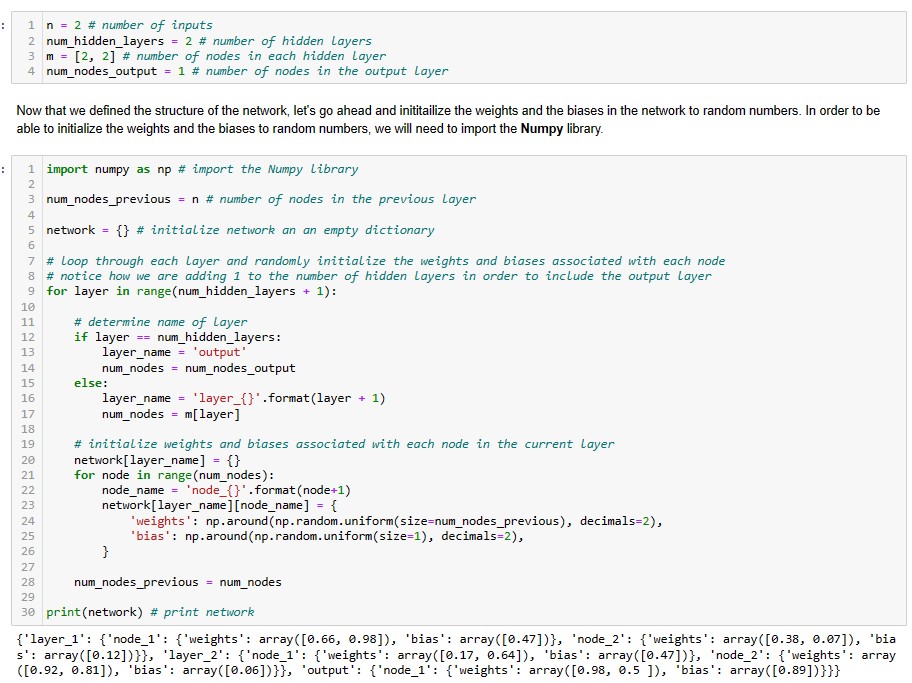 :
1 n = 2 # number of inputs
2 num_hidden_layers = 2 # number of hidden layers
3 m = [2, 2] # number of nodes in each hidden layer
4 num_nodes_output = 1 # number of nodes in the output layer
Now that we defined the structure of the network, let's go ahead and inititailize the weights and the biases in the network to random numbers. In order to be
able to initialize the weights and the biases to random numbers, we will need to import the Numpy library.
:
1 import numpy as np # import the Numpy library
2
3 num_nodes_previous = n # number of nodes in the previous layer
4
5 network = {} # initialize network an an empty dictionary
6
7 # loop through each layer and randomly initialize the weights and biases associated with each node
8 # notice how we are adding 1 to the number of hidden layers in order to include the output layer
9 for layer in range(num_hidden_layers + 1):
10
11     # determine name of layer
12     if layer == num_hidden_layers:
13         layer_name = 'output'
14         num_nodes = num_nodes_output
15     else:
16         layer_name = 'layer_{}'.format(layer + 1)
17         num_nodes = m[layer]
18
19     # initialize weights and biases associated with each node in the current layer
20     network[layer_name] = {}
21     for node in range(num_nodes):
22         node_name = 'node_{}'.format(node+1)
23         network[layer_name][node_name] = {
24             'weights': np.around(np.random.uniform(size=num_nodes_previous), decimals=2),
25             'bias': np.around(np.random.uniform(size=1), decimals=2),
26         }
27
28     num_nodes_previous = num_nodes
29
30 print(network) # print network
{'layer_1': {'node_1': {'weights': array([0.66, 0.98]), 'bias': array([0.47])}, 'node_2': {'weights': array([0.38, 0.07]), 'bia
s': array([0.12])}}, 'layer_2': {'node_1': {'weights': array([0.17, 0.64]), 'bias': array([0.47])}, 'node_2': {'weights': array
([0.92, 0.81]), 'bias': array([0.06])}}, 'output': {'node_1': {'weights': array([0.98, 0.5 ]), 'bias': array([0.89])}}}